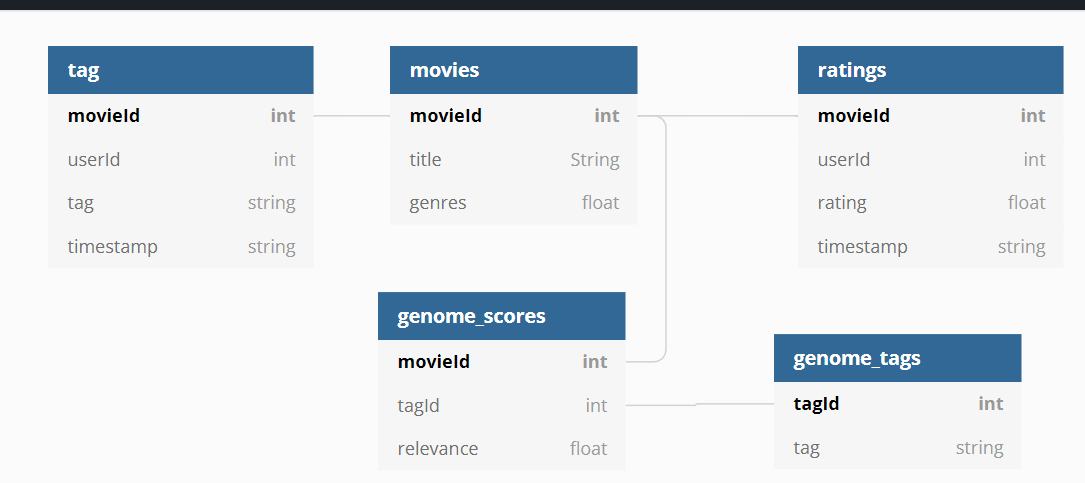 tag
movieId int
userId int
tag string
timestamp string
movies
movieId int
title String
genres float
ratings
movieId int
userId int
rating float
timestamp string
genome_scores
movieId int
tagId int
relevance float
genome_tags
tagId int
tag string